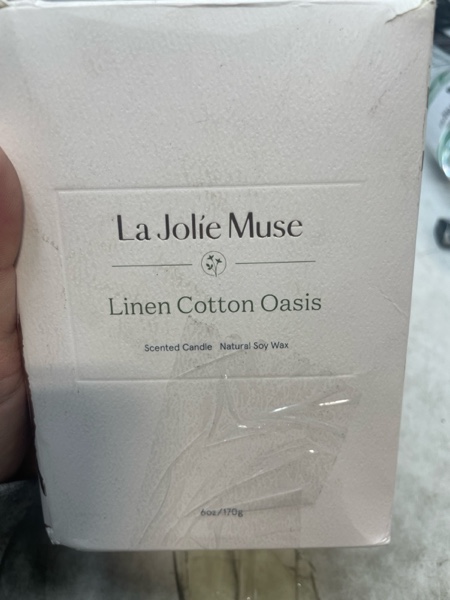 La Jolíe Muse
Linen Cotton Oasis
Scented Candle Natural Soy Wax
6oz/170g